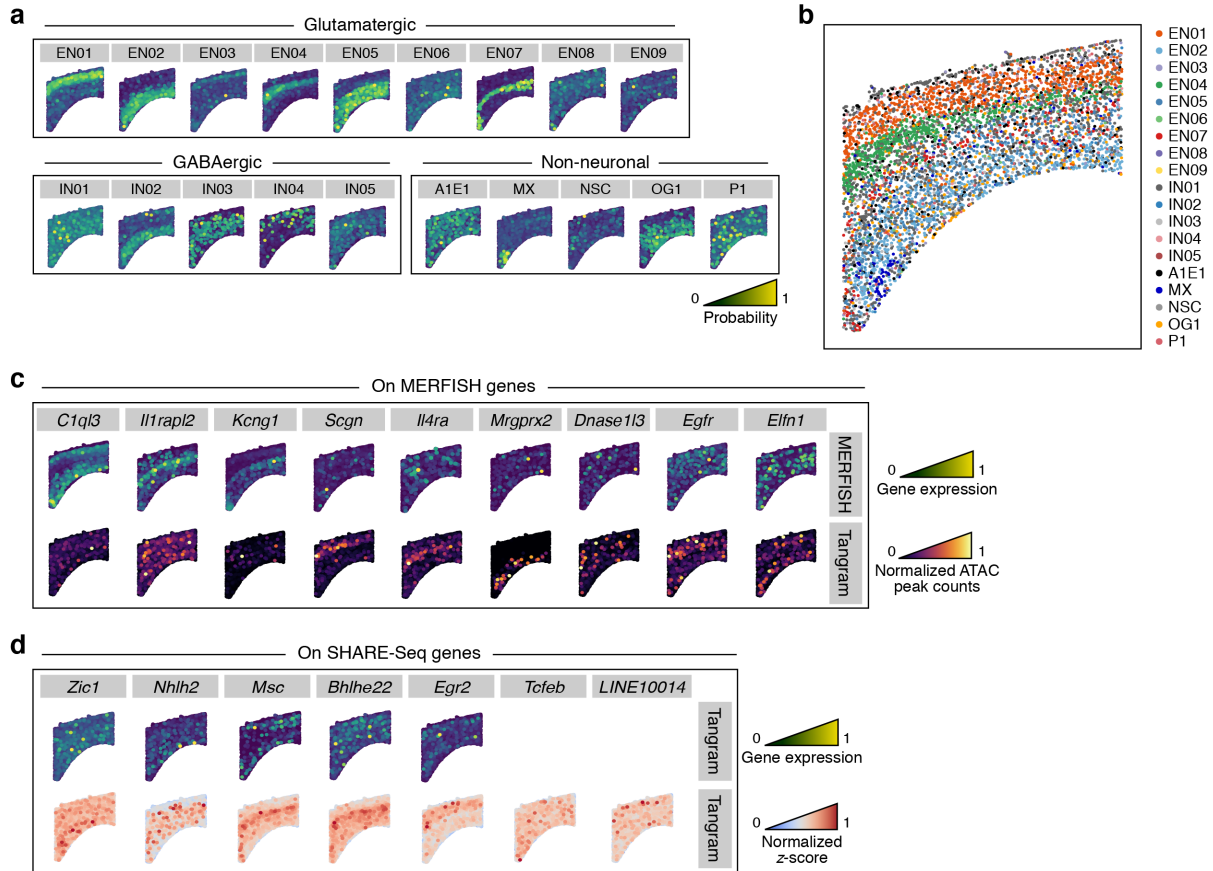 a
Glutamatergic
EN01 EN02 EN03 EN04 EN05 EN06 EN07 EN08 EN09
GABAergic
IN01 IN02 IN03 IN04 IN05
Non-neuronal
A1E1 MX NSC OG1 P1
0 1
Probability
b
EN01
EN02
EN03
EN04
EN05
EN06
EN07
EN08
EN09
IN01
IN02
IN03
IN04
IN05
A1E1
MX
NSC
OG1
P1
c
On MERFISH genes
C1ql3 Il1rapl2 Kcng1 Scgn Il4ra Mrgprx2 Dnase1l3 Egfr Elfn1
MERFISH
0 1
Gene expression
Tangram
0 1
Normalized ATAC
peak counts
d
On SHARE-Seq genes
Zic1 Nhlh2 Msc Bhlhe22 Egr2 Tcfeb LINE10014
Tangram
0 1
Gene expression
Tangram
0 1
Normalized
z-score